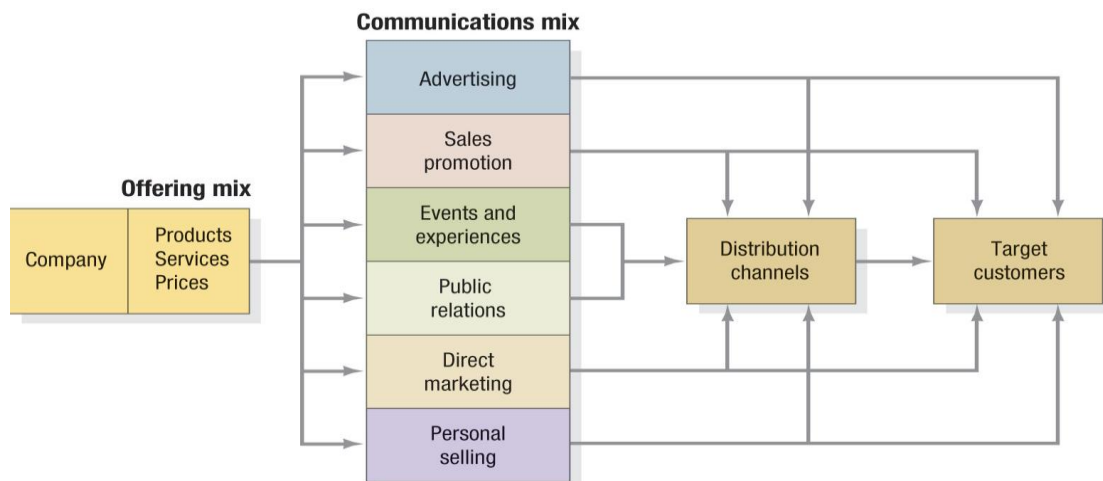 Communications mix
Advertising
Sales
promotion
Offering mix
Company
Products
Services
Prices
Events and
experiences
Public
relations
Direct
marketing
Personal
selling
Distribution
channels
Target
customers